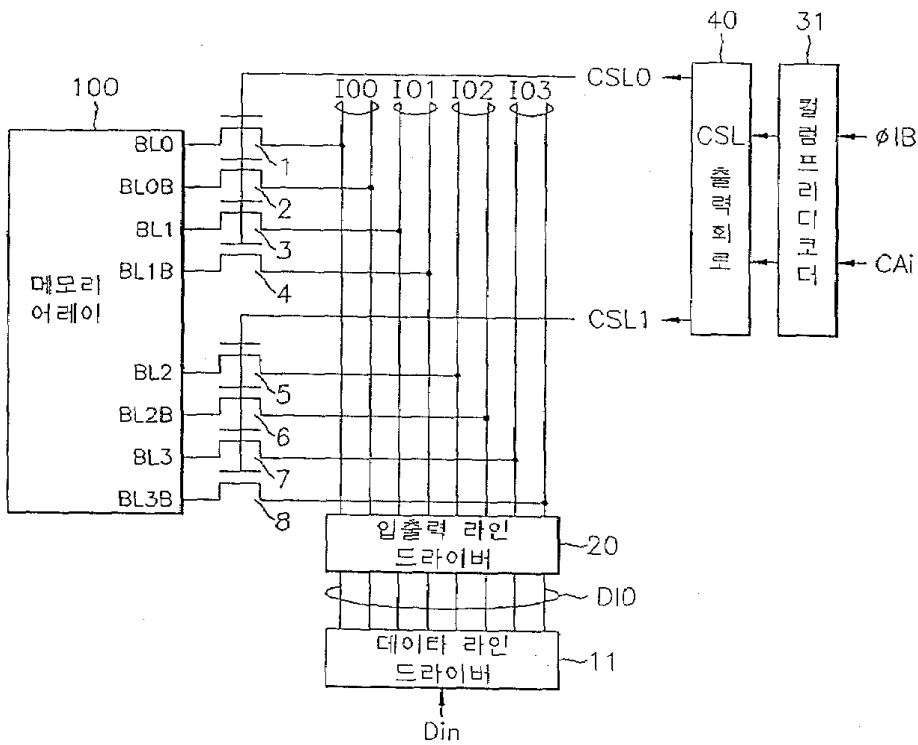 40
31
100
CSL0
IO0 IO1 IO2 IO3
BL0
1
BL0B
2
BL1
3
BL1B
4
메모리
어레이
CSL
출력회로
컬럼프리디코더
ØIB
CAi
CSL1
BL2
5
BL2B
6
BL3
7
BL3B
8
입출력 라인
드라이버
20
DIO
데이타 라인
드라이버
11
Din